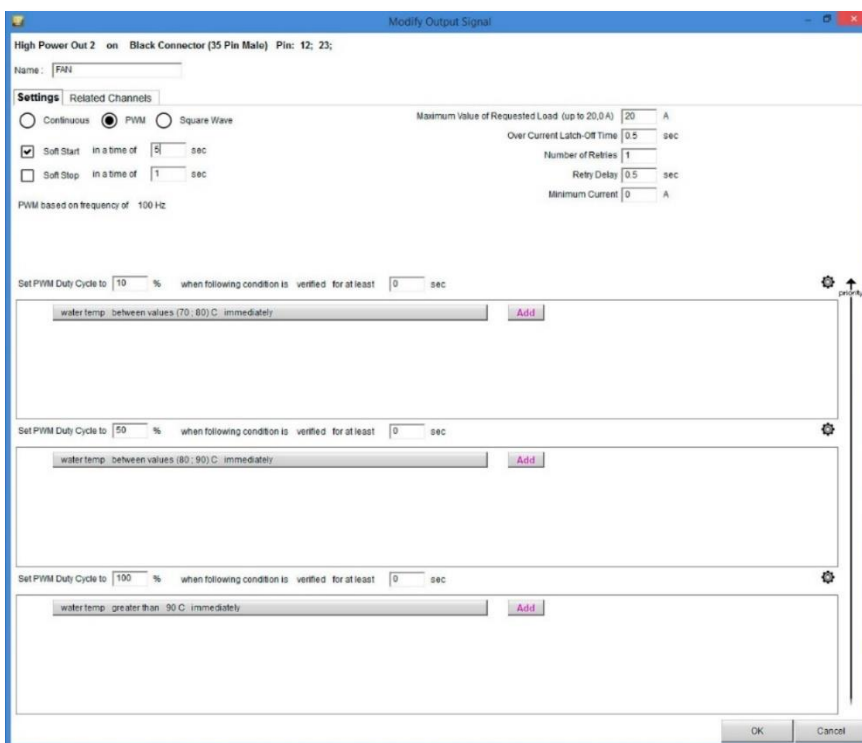 Modify Output Signal
High Power Out 2 on Black Connector (35 Pin Male) Pin: 12; 23;
Name : FAN
Settings Related Channels
Continuous PWM Square Wave
Maximum Value of Requested Load (up to 20,0 A) 20 A
Over Current Latch-Off Time 0.5 sec
Soft Start in a time of 5 sec
Number of Retries 1
Soft Stop in a time of 1 sec
Retry Delay 0.5 sec
Minimum Current 0 A
PWM based on frequency of 100 Hz
Set PWM Duty Cycle to 10 % when following condition is verified for at least 0 sec
priority
water temp between values (70 ; 80) C immediately Add
Set PWM Duty Cycle to 50 % when following condition is verified for at least 0 sec
water temp between values (80 ; 90) C immediately Add
Set PWM Duty Cycle to 100 % when following condition is verified for at least 0 sec
water temp greater than 90 C immediately Add
OK Cancel